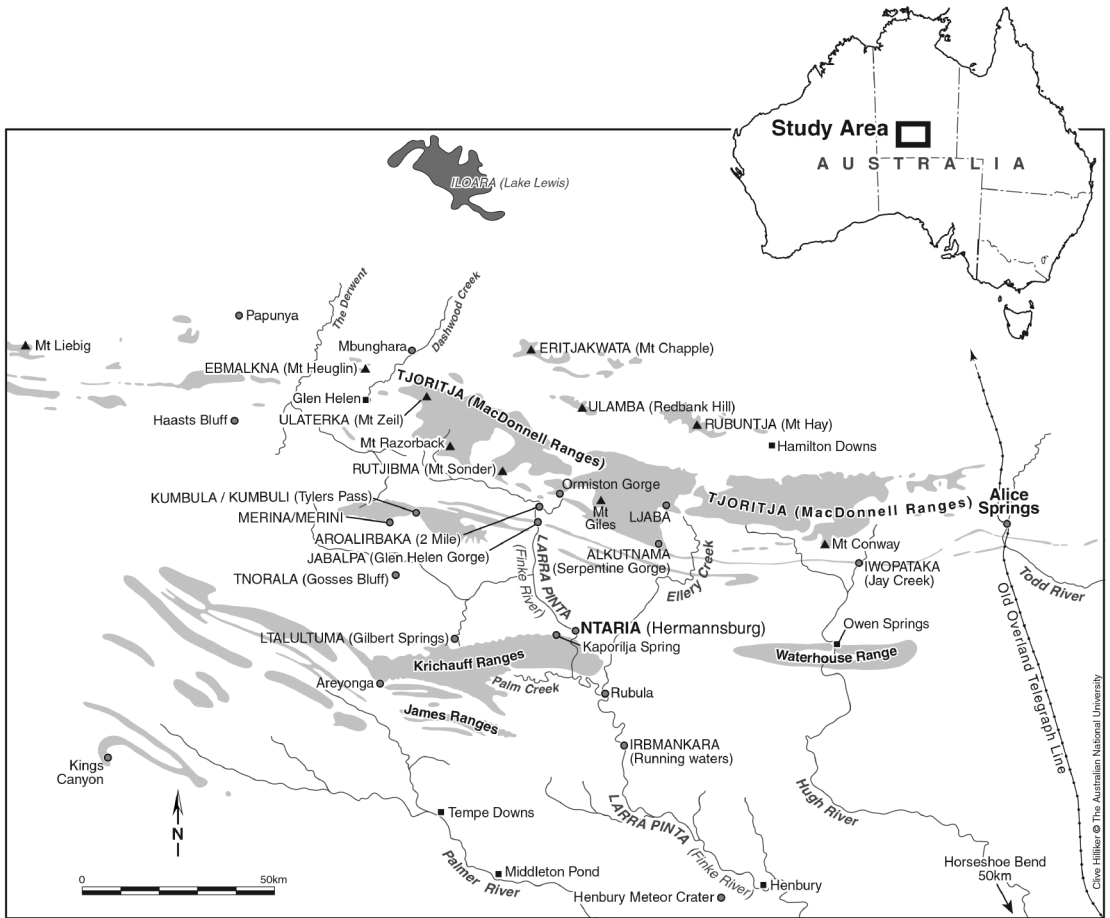 Study Area
A U S T R A L I A
ILOARA (Lake Lewis)
The Derwent
Dashwood Creek
Papunya
Mt Liebig
Mbunghara
ERITJAKWATA (Mt Chapple)
EBMALKNA (Mt Heuglin)
TJORITJA (MacDonnell Ranges)
Glen Helen
ULAMBA (Redbank Hill)
Haasts Bluff
ULATERKA (Mt Zeil)
RUBUNTJA (Mt Hay)
Mt Razorback
Hamilton Downs
RUTJIBMA (Mt Sonder)
Ormiston Gorge
KUMBULA / KUMBULI (Tylers Pass)
TJORITJA (MacDonnell Ranges)
Alice
Springs
MERINA/MERINI
Mt
Giles
LJABA
AROALIRBAKA (2 Mile)
JABALPA (Glen Helen Gorge)
ALKUTNAMA
(Serpentine Gorge)
Mt Conway
IWOPATAKA
(Jay Creek)
TNORALA (Gosses Bluff)
LARRA PINTA
(Finke River)
Ellery Creek
Todd River
Old Overland Telegraph Line
LTALULTUMA (Gilbert Springs)
NTARIA (Hermannsburg)
Kaporilja Spring
Owen Springs
Krichauff Ranges
Waterhouse Range
Areyonga
Palm Creek
Rubula
James Ranges
IRBMANKARA
(Running waters)
Kings
Canyon
Hugh River
LARRA PINTA (Finke River)
Tempe Downs
N
Palmer River
Middleton Pond
Henbury Meteor Crater
Henbury
Horseshoe Bend
50km
0 50km
Clive Hilliker © The Australian National University